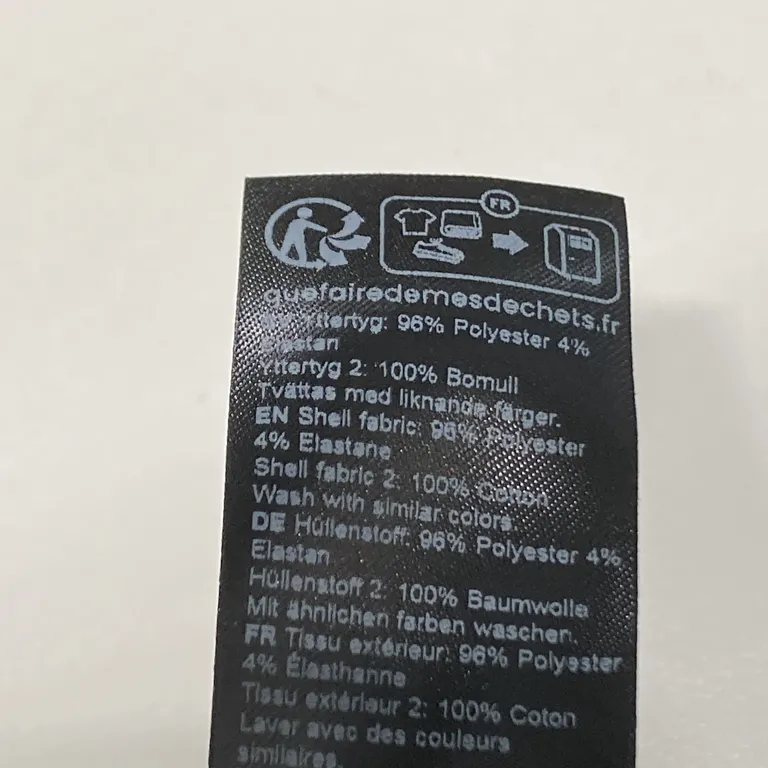 FR
quefairedemesdechets.fr
Yttertyg: 96% Polyester 4%
Elastan
Yttertyg 2: 100% Bomull
Tvättas med liknande färger.
EN Shell fabric: 96% Polyester
4% Elastane
Shell fabric 2: 100% Cotton
Wash with similar colors.
DE Hüllenstoff: 96% Polyester 4%
Elastan
Hüllenstoff 2: 100% Baumwolle
Mit ähnlichen farben waschen.
FR Tissu extérieur: 96% Polyester
4% Élasthanne
Tissu extérieur 2: 100% Coton
Laver avec des couleurs
similaires.